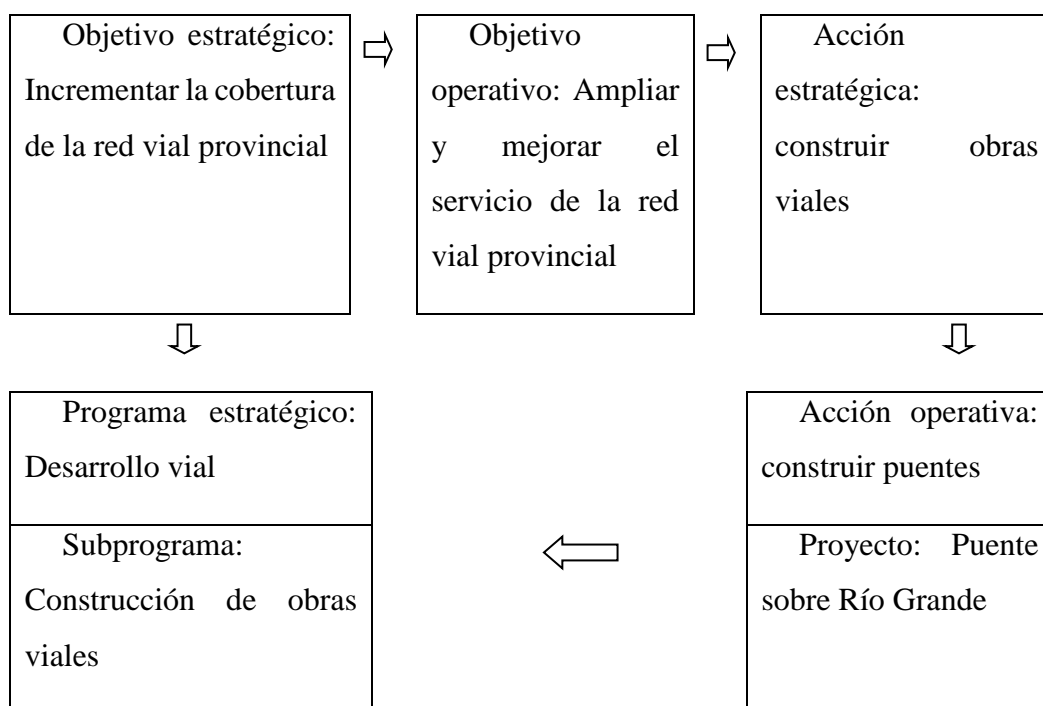 Objetivo estratégico:
Incrementar la cobertura
de la red vial provincial
Objetivo
operativo: Ampliar
y mejorar el
servicio de la red
vial provincial
Acción
estratégica:
construir obras
viales
Programa estratégico:
Desarrollo vial
Subprograma:
Construcción de obras
viales
Acción operativa:
construir puentes
Proyecto: Puente
sobre Río Grande